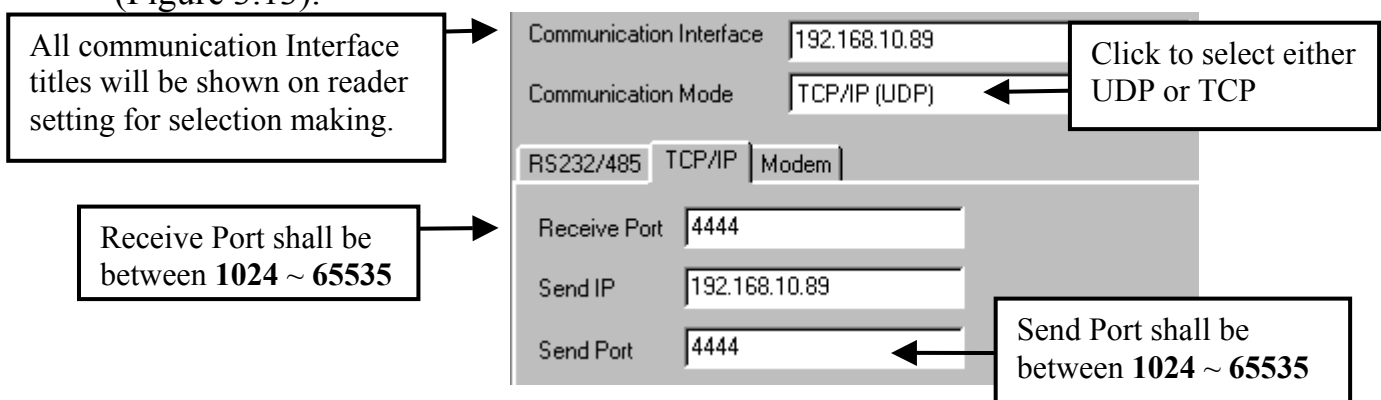 (Figure 3.13).
All communication Interface
titles will be shown on reader
setting for selection making.
Communication Interface 192.168.10.89
Communication Mode TCP/IP (UDP)
Click to select either
UDP or TCP
RS232/485 TCP/IP Modem
Receive Port shall be
between 1024 ~ 65535
Receive Port 4444
Send IP 192.168.10.89
Send Port 4444
Send Port shall be
between 1024 ~ 65535